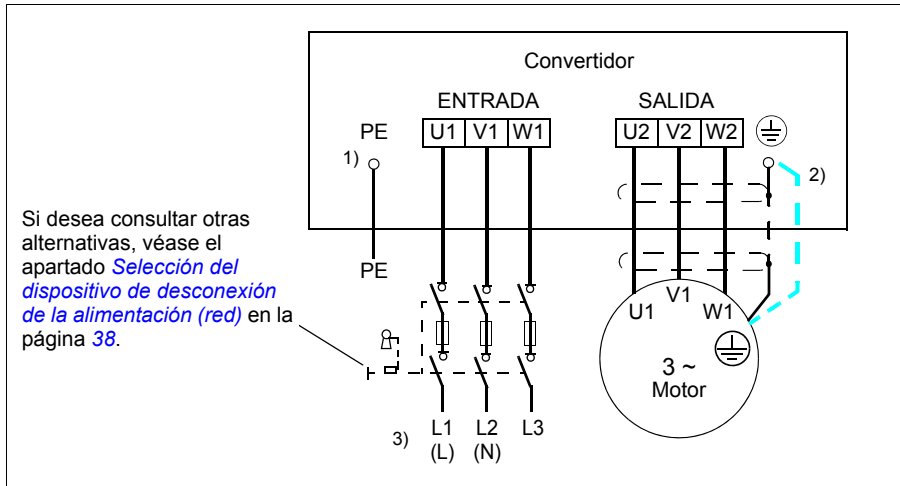 Convertidor
ENTRADA
SALIDA
PE
U1 V1 W1
U2 V2 W2
1)
2)
Si desea consultar otras
alternativas, véase el
apartado Selección del
dispositivo de desconexión
de la alimentación (red) en la
página 38.
PE
U1
V1
W1
3 ~
Motor
3)
L1
L2
L3
(L)
(N)